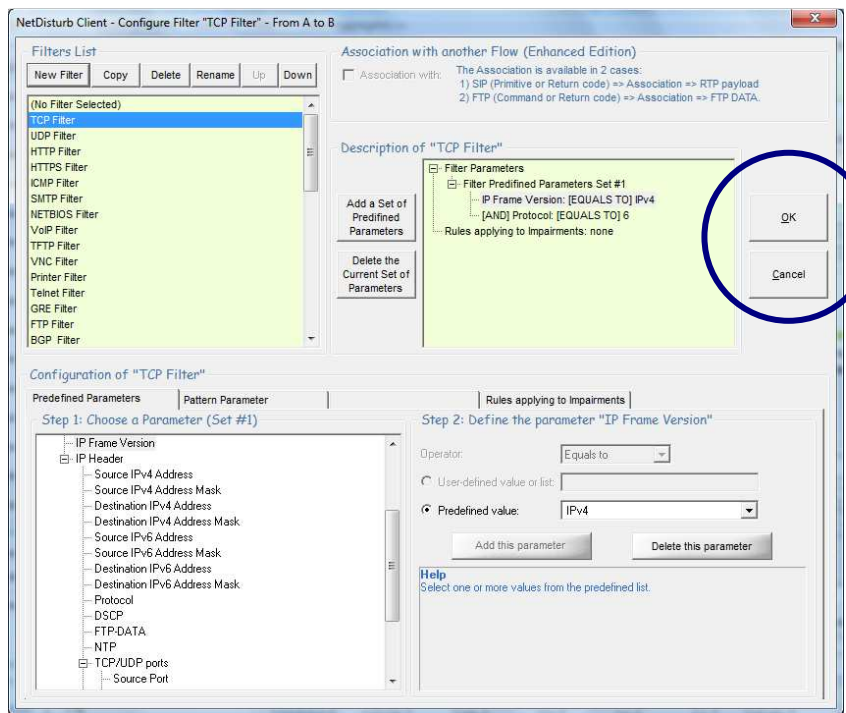 NetDisturb Client - Configure Filter "TCP Filter" - From A to B
Filters List
New Filter Copy Delete Rename Up Down
(No Filter Selected)
TCP Filter
UDP Filter
HTTP Filter
HTTPS Filter
ICMP Filter
SMTP Filter
NETBIOS Filter
VoIP Filter
TFTP Filter
VNC Filter
Printer Filter
Telnet Filter
GRE Filter
FTP Filter
BGP Filter
Association with another Flow (Enhanced Edition)
Association with:
The Association is available in 2 cases:
1) SIP (Primitive or Return code) => Association => RTP payload
2) FTP (Command or Return code) => Association => FTP DATA.
Description of "TCP Filter"
Add a Set of
Predifined
Parameters
Delete the
Current Set of
Parameters
Filter Parameters
Filter Predifined Parameters Set #1
IP Frame Version: [EQUALS TO] IPv4
[AND] Protocol: [EQUALS TO] 6
Rules applying to Impairments: none
OK
Cancel
Configuration of "TCP Filter"
Predefined Parameters Pattern Parameter Rules applying to Impairments
Step 1: Choose a Parameter (Set #1)
IP Frame Version
IP Header
Source IPv4 Address
Source IPv4 Address Mask
Destination IPv4 Address
Destination IPv4 Address Mask
Source IPv6 Address
Source IPv6 Address Mask
Destination IPv6 Address
Destination IPv6 Address Mask
Protocol
DSCP
FTP-DATA
NTP
TCP/UDP ports
Source Port
Step 2: Define the parameter "IP Frame Version"
Operator: Equals to
User-defined value or list:
Predefined value: IPv4
Add this parameter Delete this parameter
Help
Select one or more values from the predefined list.